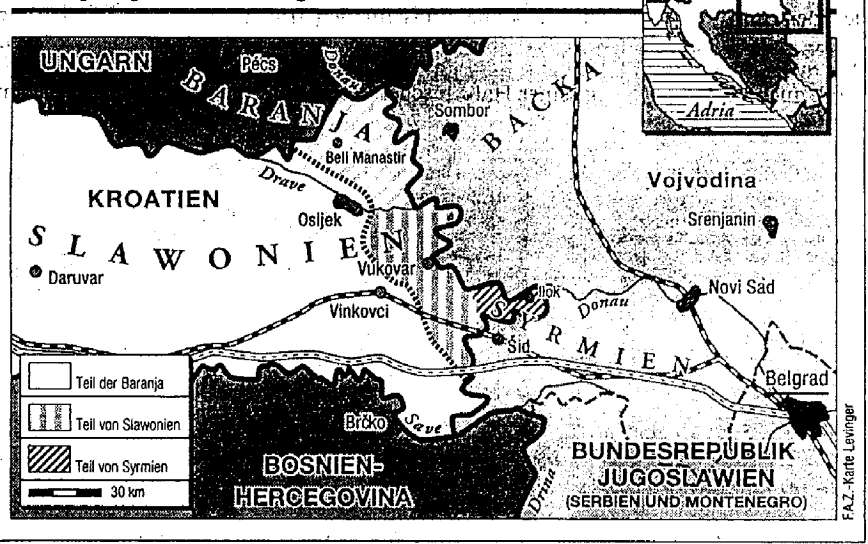 Adria
UNGARN
Pécs
Donau
BARANJA
BACKA
Sombor
Beli Manastir
Drave
Vojvodina
KROATIEN
Osijek
Srenjanin
SLAWONIEN
Daruvar
Vukovar
Ilok
Donau
Novi Sad
Vinkovci
SYRMIEN
Šid
Belgrad
Teil der Baranja
Teil von Slawonien
Teil von Syrmien
30 km
Brčko
Save
Drina
BOSNIEN-
HERCEGOVINA
BUNDESREPUBLIK
JUGOSLAWIEN
(SERBIEN UND MONTENEGRO)
F.A.Z.-Karte Levinger